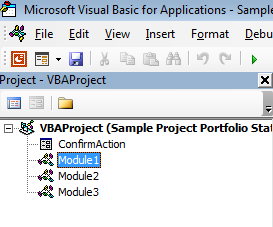 Microsoft Visual Basic for Applications - Sample
File Edit View Insert Format Debu
Project - VBAProject
VBAProject (Sample Project Portfolio Stat
ConfirmAction
Module1
Module2
Module3